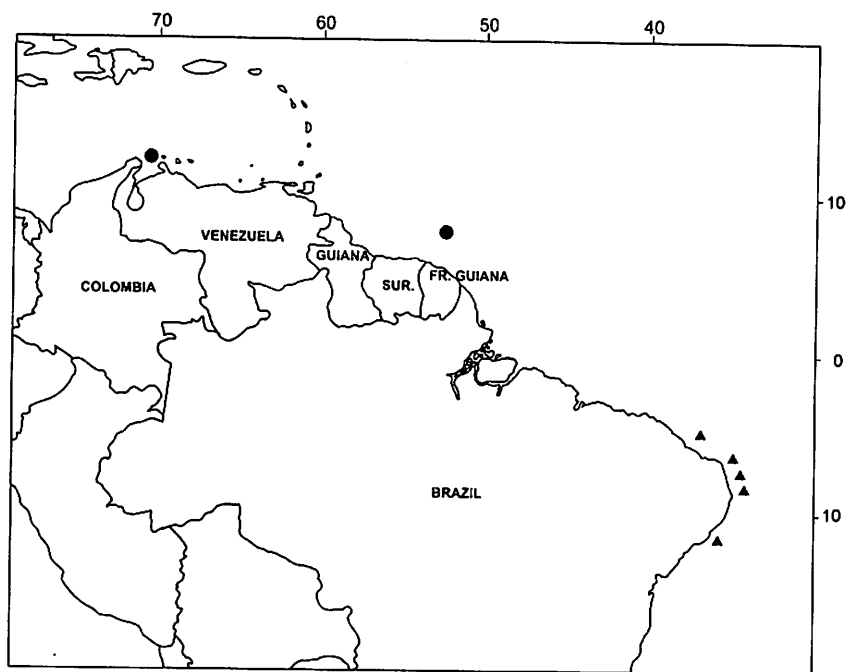 70 60 50 40
10
VENEZUELA
GUIANA
FR. GUIANA
COLOMBIA
SUR.
0
BRAZIL
10